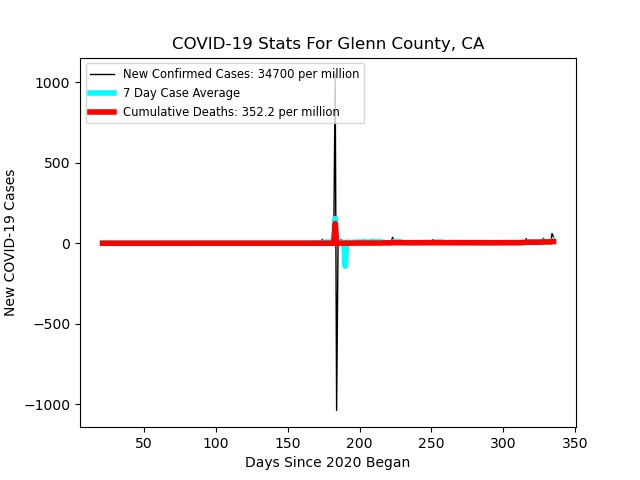 COVID-19 Stats For Glenn County, CA
New Confirmed Cases: 34700 per million
7 Day Case Average
Cumulative Deaths: 352.2 per million
New COVID-19 Cases
1000
500
0
−500
−1000
50 100 150 200 250 300 350
Days Since 2020 Began